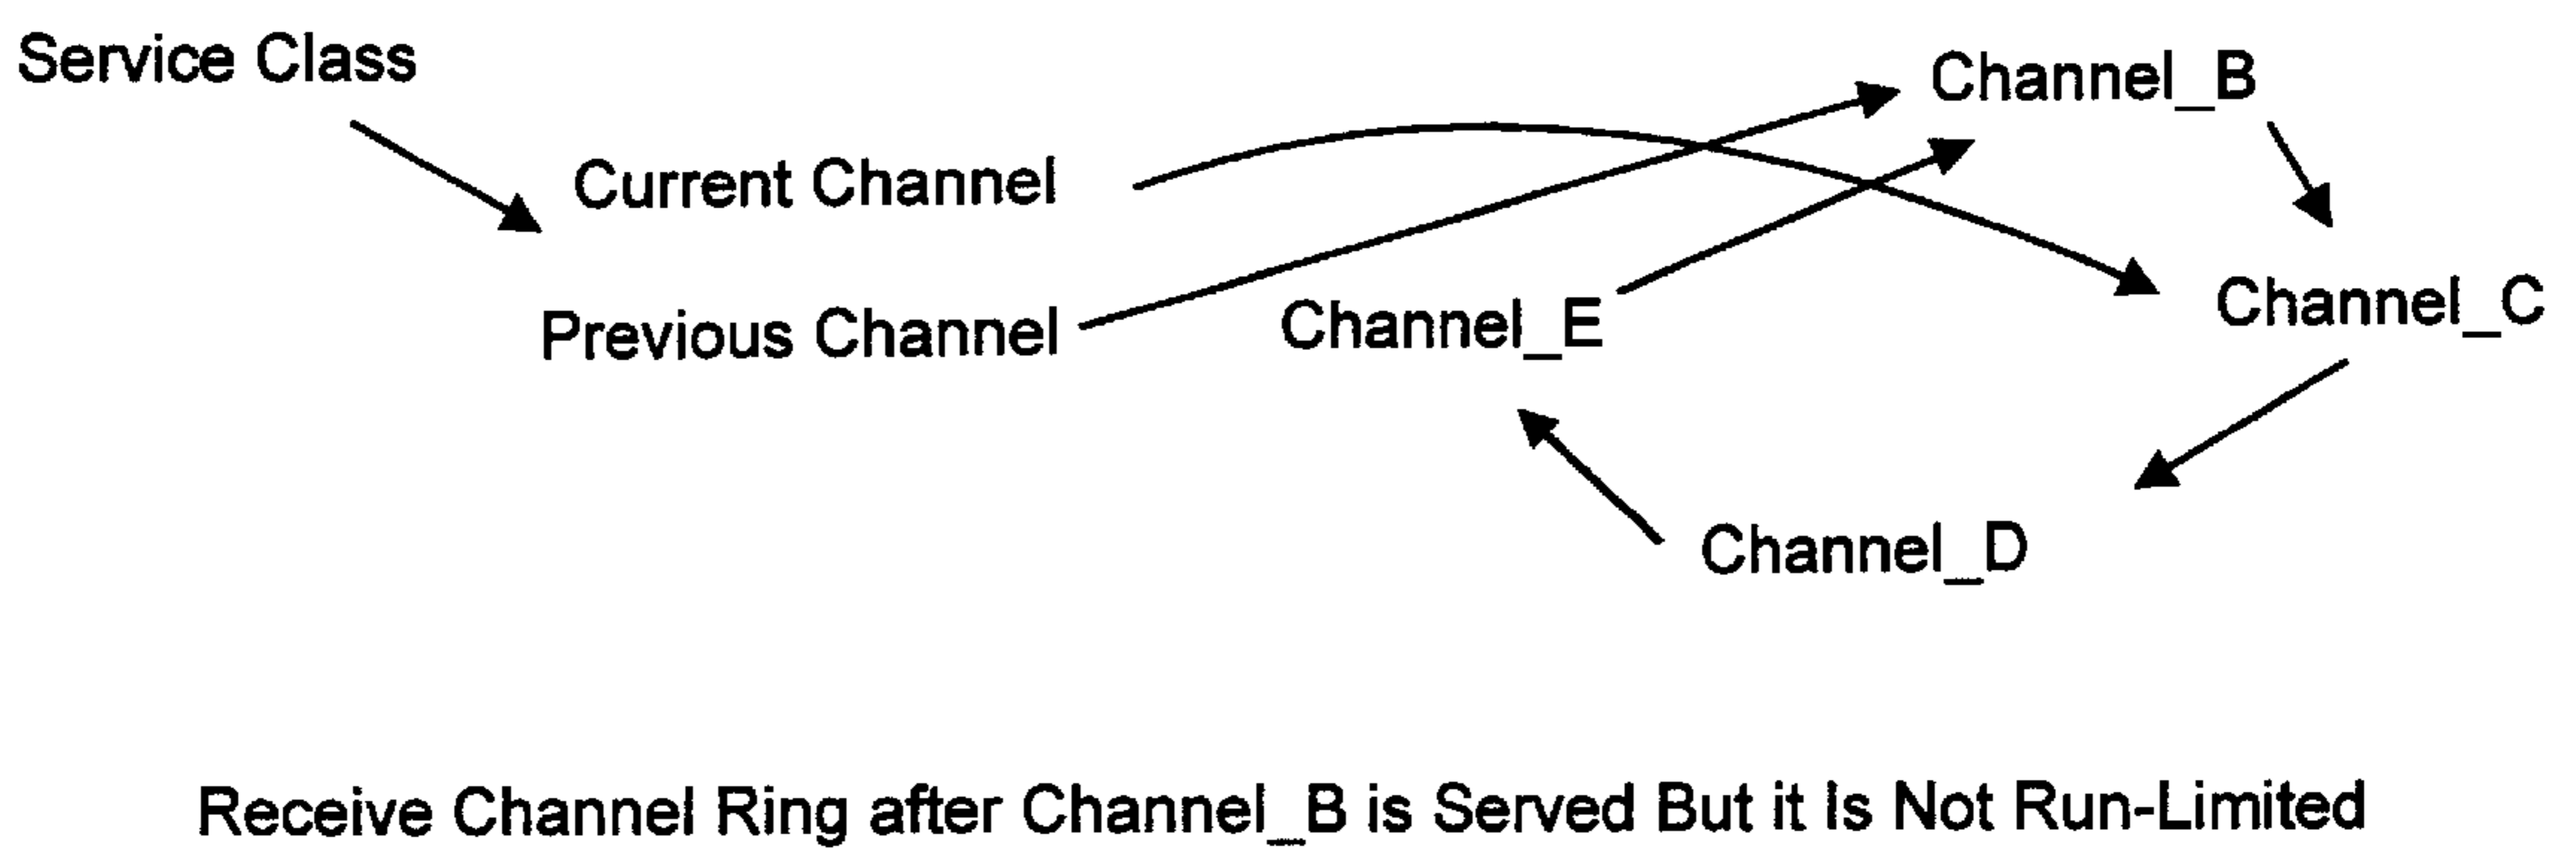 Service Class
Channel_B
Current Channel
Channel_C
Previous Channel
Channel_E
Channel_D
Receive Channel Ring after Channel_B is Served But it Is Not Run-Limited